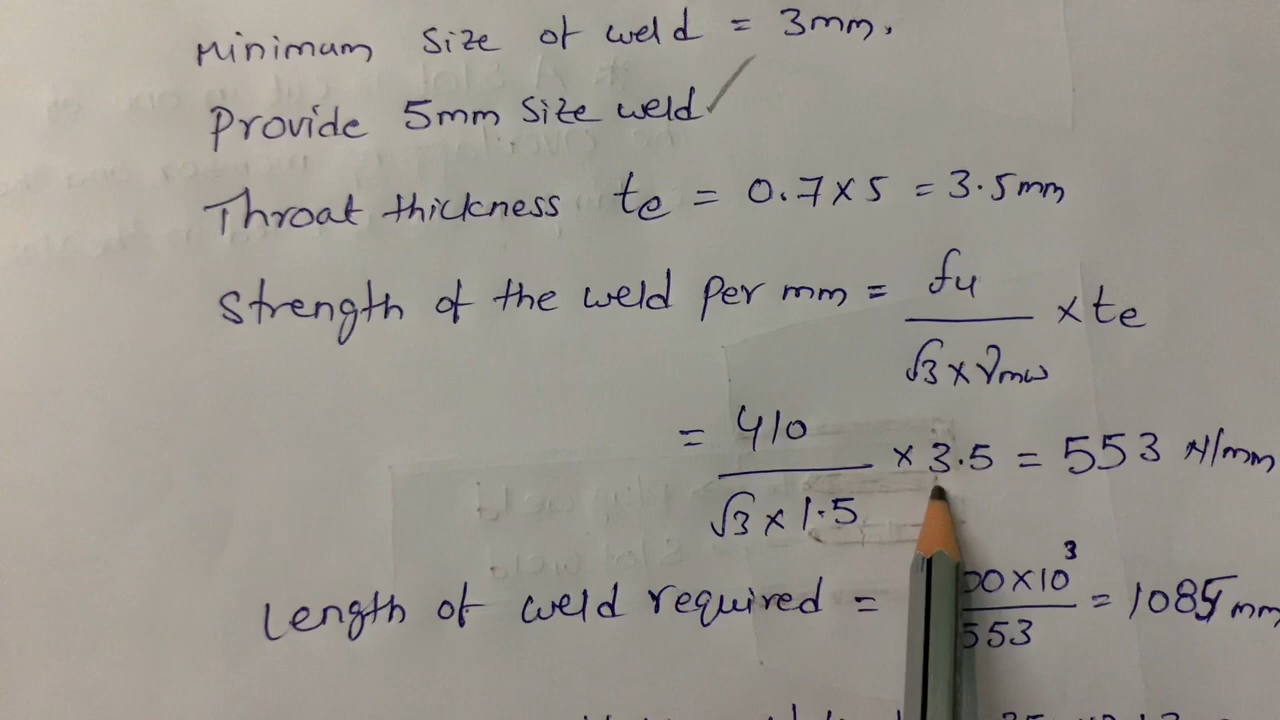 Minimum size of weld = 3mm.
Provide 5mm size weld ✓
Throat thickness te = 0.7×5 = 3.5mm
Strength of the weld per mm = fu / √3×γmw × te
= 410 / √3×1.5 × 3.5 = 553 N/mm
Length of weld required = 00×10³ / 553 = 1085 mm